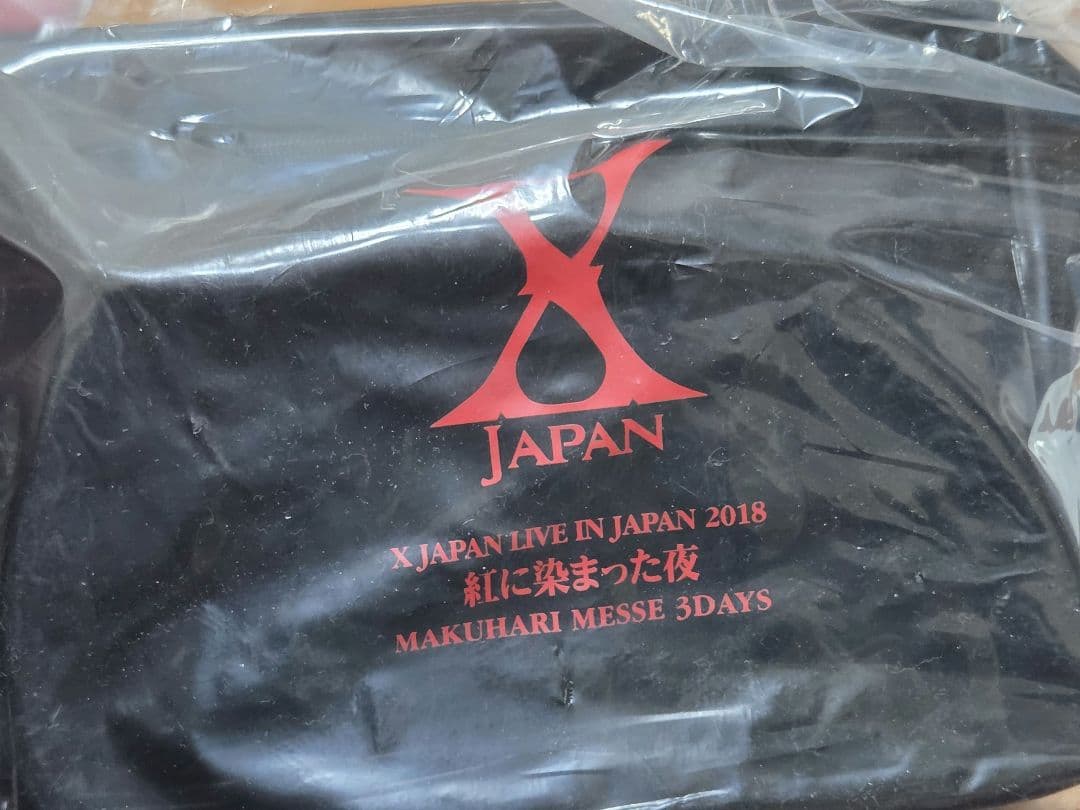 X
JAPAN
X JAPAN LIVE IN JAPAN 2018
紅に染まった夜
MAKUHARI MESSE 3DAYS